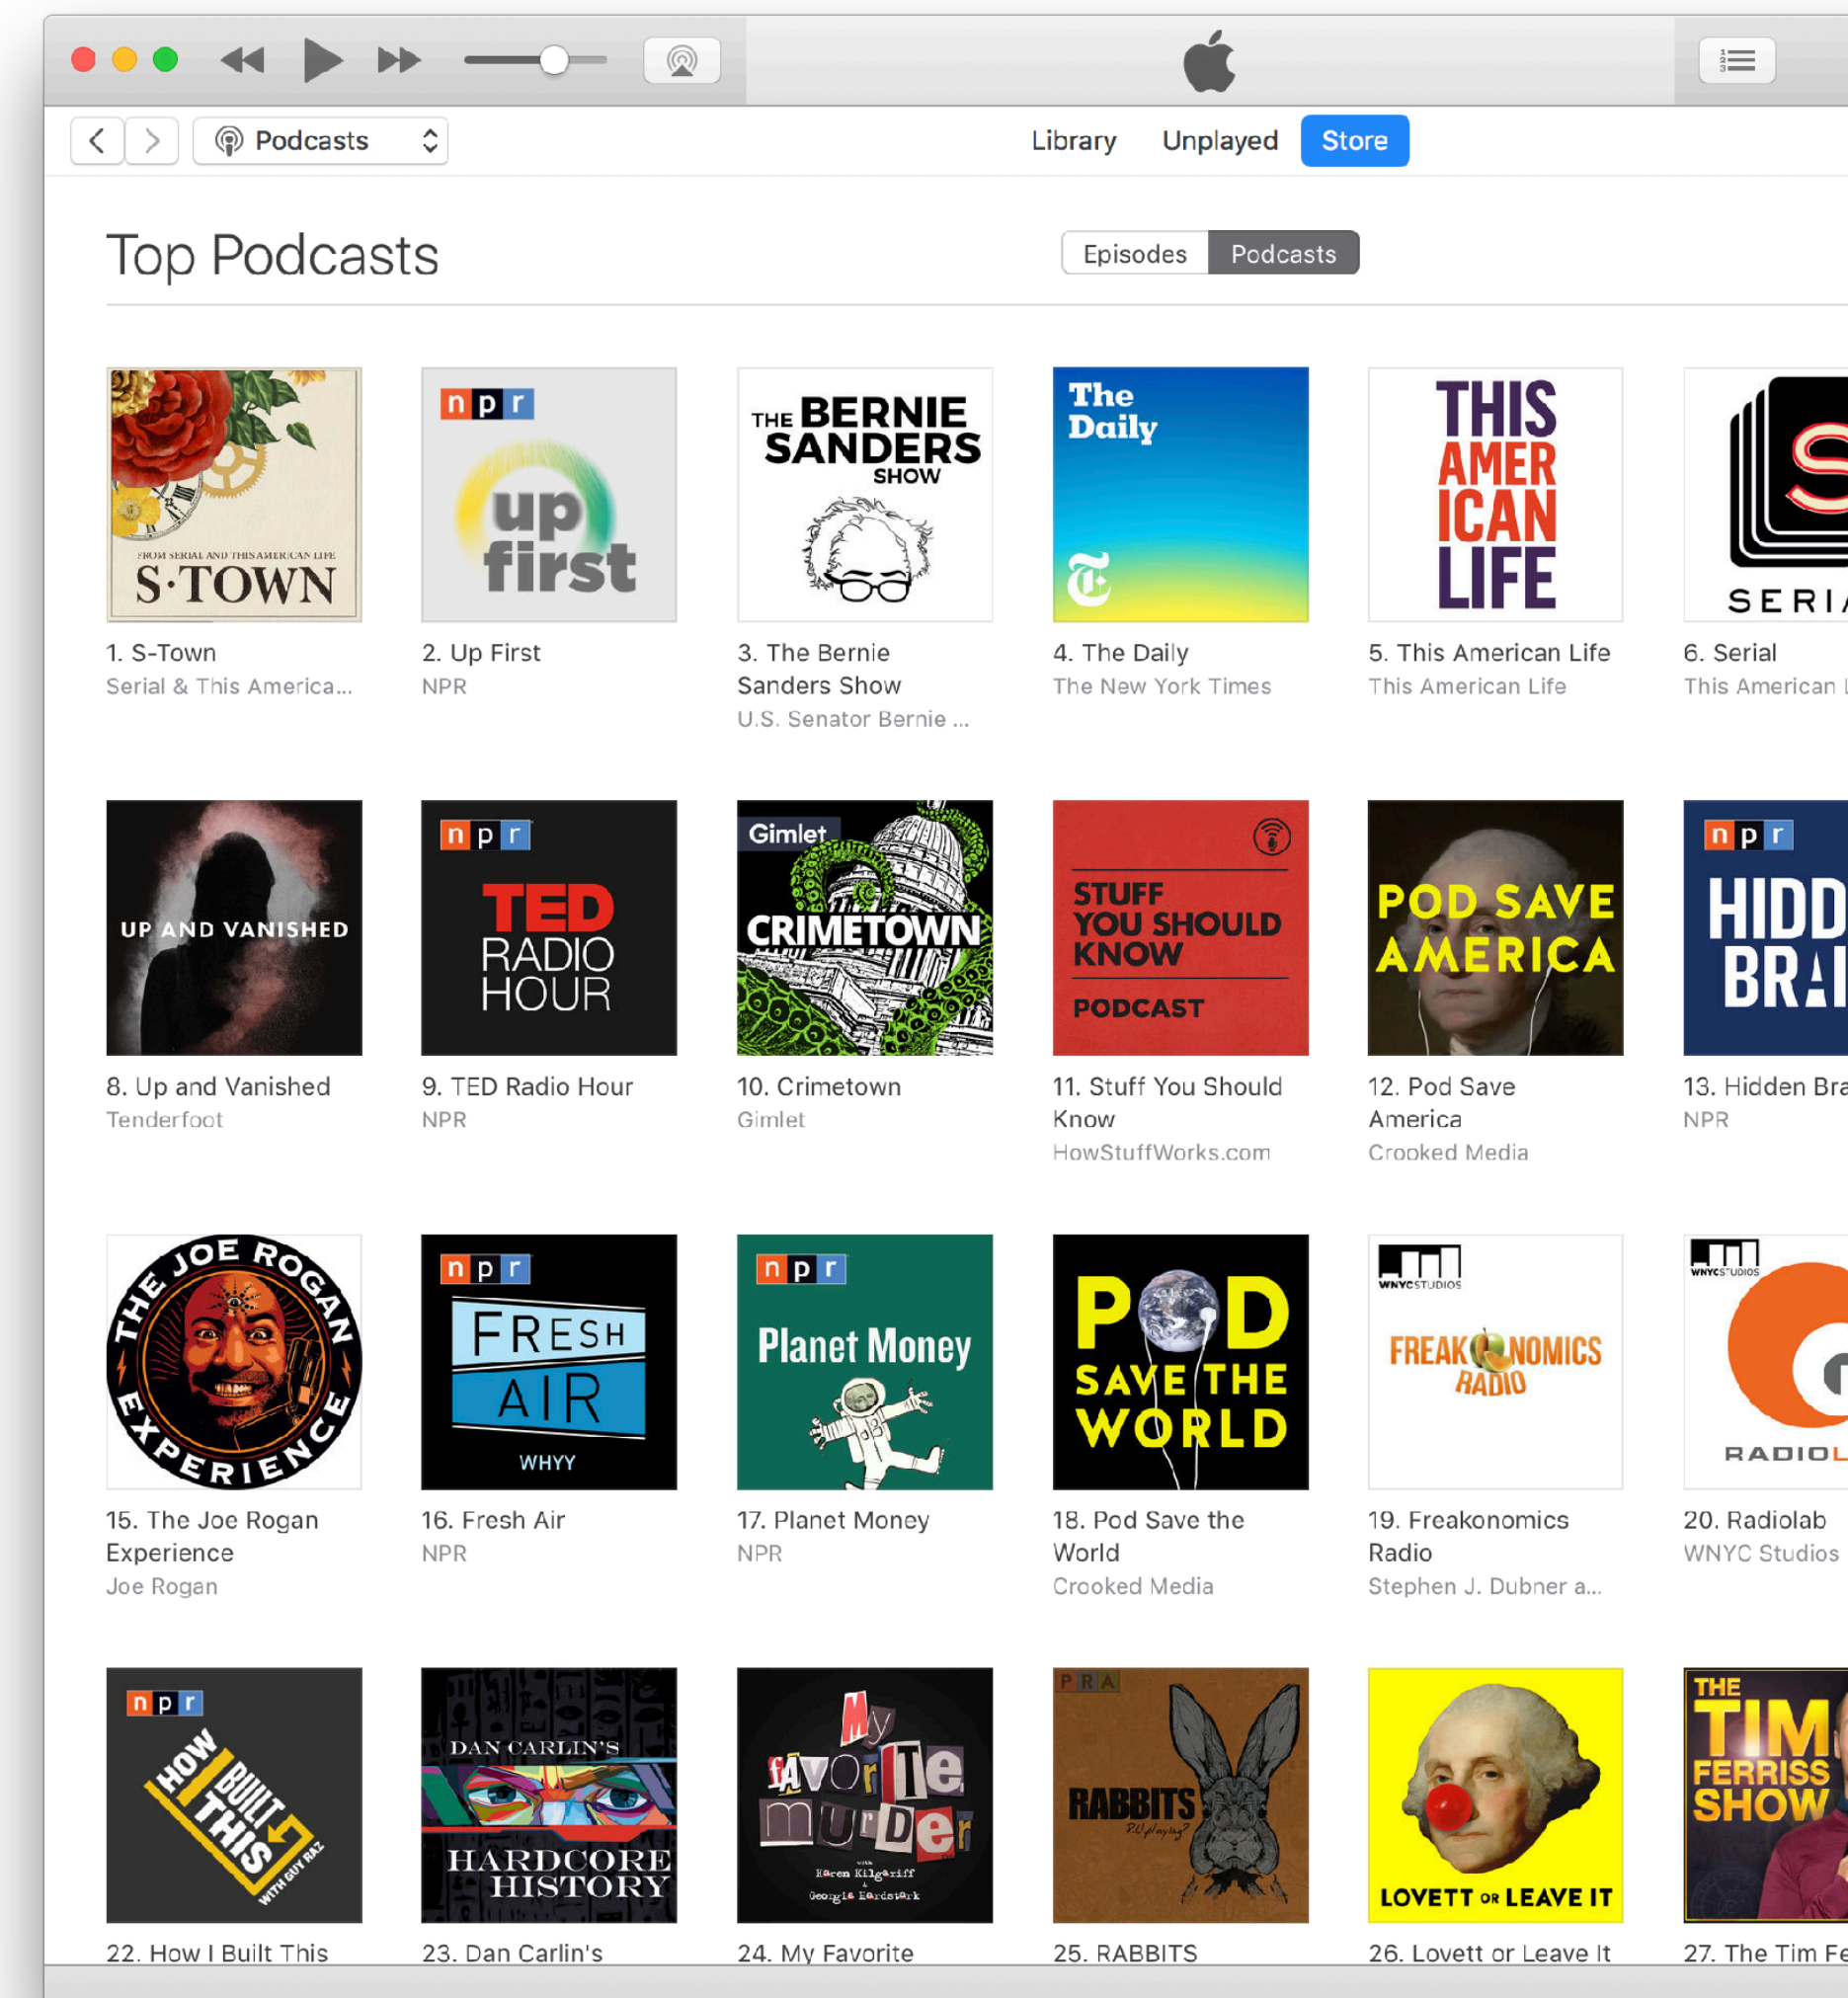 Podcasts
Library Unplayed Store
Top Podcasts
Episodes Podcasts
FROM SERIAL AND THIS AMERICAN LIFE
S·TOWN
1. S-Town
Serial & This America...
npr
up
first
2. Up First
NPR
THE BERNIE
SANDERS
SHOW
3. The Bernie
Sanders Show
U.S. Senator Bernie ...
The
Daily
T
4. The Daily
The New York Times
THIS
AMER
ICAN
LIFE
5. This American Life
This American Life
S
SERIA
6. Serial
This American L
UP AND VANISHED
8. Up and Vanished
Tenderfoot
npr
TED
RADIO
HOUR
9. TED Radio Hour
NPR
Gimlet
CRIMETOWN
10. Crimetown
Gimlet
STUFF
YOU SHOULD
KNOW
PODCAST
11. Stuff You Should
Know
HowStuffWorks.com
POD SAVE
AMERICA
12. Pod Save
America
Crooked Media
npr
HIDD
BRAI
13. Hidden Bra
NPR
THE JOE ROGAN
EXPERIENCE
15. The Joe Rogan
Experience
Joe Rogan
npr
FRESH
AIR
WHYY
16. Fresh Air
NPR
npr
Planet Money
17. Planet Money
NPR
POD
SAVE THE
WORLD
18. Pod Save the
World
Crooked Media
WNYCSTUDIOS
FREAKONOMICS
RADIO
19. Freakonomics
Radio
Stephen J. Dubner a...
WNYCSTUDIOS
RADIOL
20. Radiolab
WNYC Studios
npr
HOW
I BUILT
THIS
WITH GUY RAZ
22. How I Built This
DAN CARLIN'S
HARDCORE
HISTORY
23. Dan Carlin's
My
FAVOrITe
mUrDer
with
Karen Kilgariff
&
Georgia Hardstark
24. My Favorite
PRA
RABBITS
R U playing?
25. RABBITS
LOVETT OR LEAVE IT
26. Lovett or Leave It
THE
TIM
FERRISS
SHOW
27. The Tim Fe